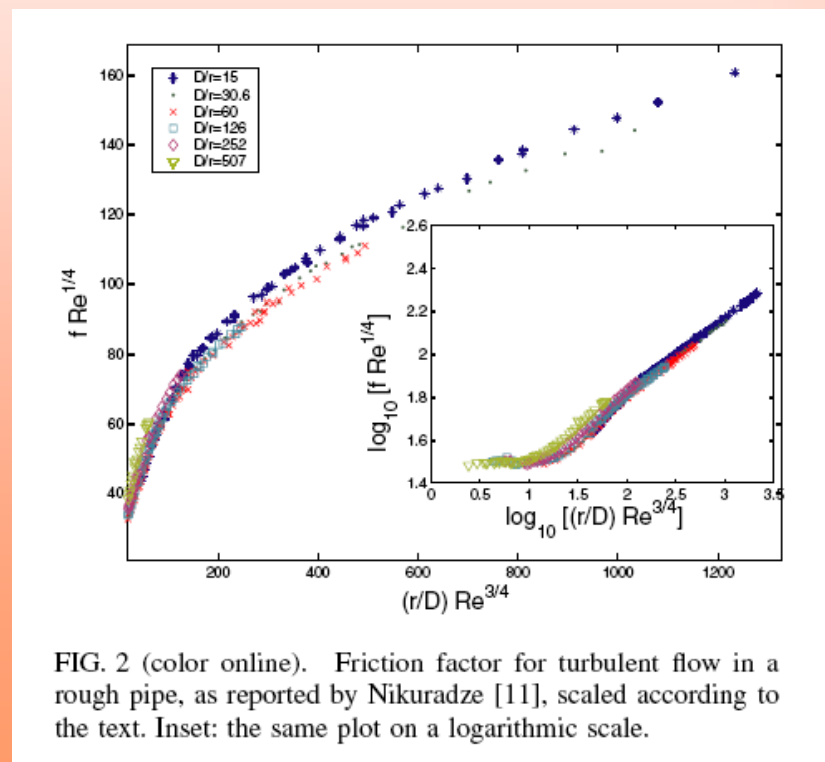 160
140
120
100
80
60
40
f Re1/4
D/r=15
D/r=30.6
D/r=60
D/r=126
D/r=252
D/r=507
2.6
2.4
2.2
2
1.8
1.6
1.4
log10 [f Re1/4]
0 0.5 1 1.5 2 2.5 3 3.5
log10 [(r/D) Re3/4]
200 400 600 800 1000 1200
(r/D) Re3/4
FIG. 2 (color online). Friction factor for turbulent flow in a
rough pipe, as reported by Nikuradze [11], scaled according to
the text. Inset: the same plot on a logarithmic scale.